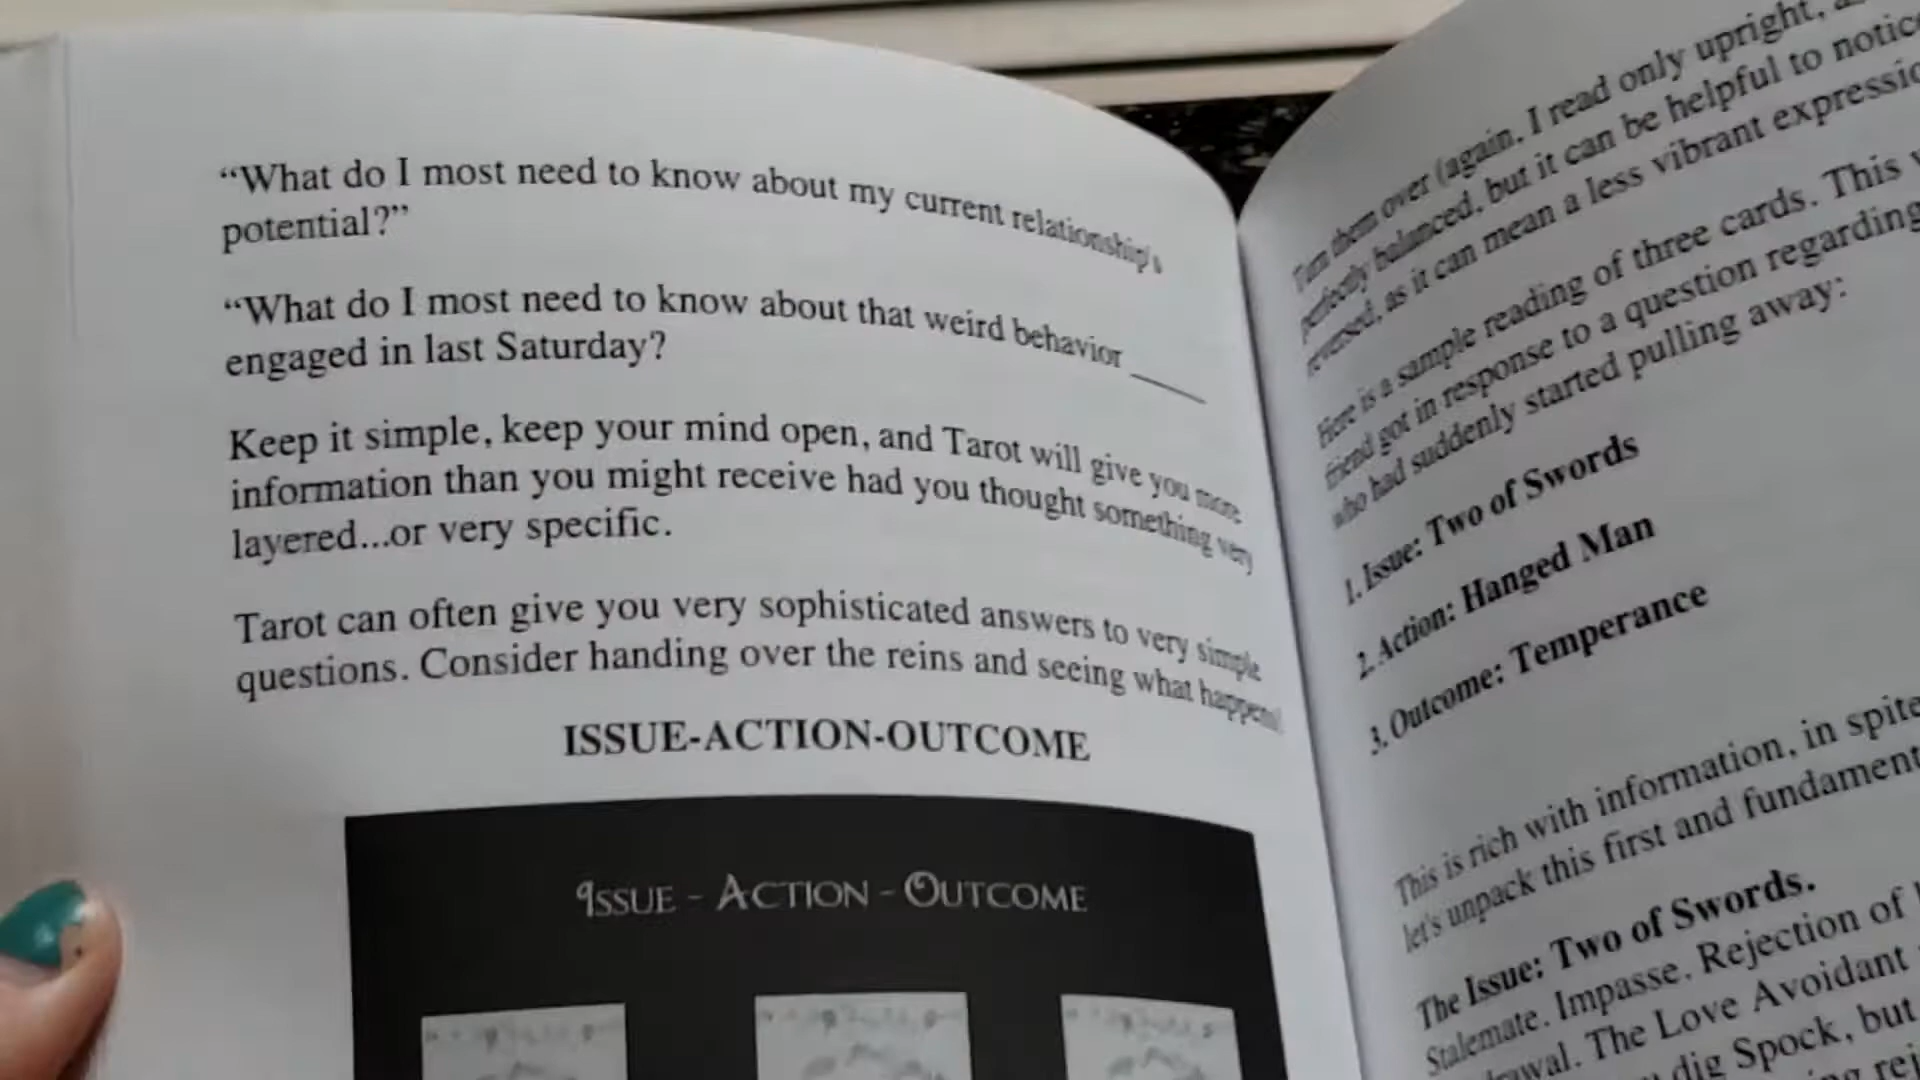 “What do I most need to know about my current relationship's
potential?”
“What do I most need to know about that weird behavior ____
engaged in last Saturday?
Keep it simple, keep your mind open, and Tarot will give you more
information than you might receive had you thought something very
layered...or very specific.
Tarot can often give you very sophisticated answers to very simple
questions. Consider handing over the reins and seeing what happens!
ISSUE-ACTION-OUTCOME
ISSUE - ACTION - OUTCOME
Turn them over (again, I read only upright,
perfectly balanced, but it can be helpful to notice
reversed, as it can mean a less vibrant
Here is a sample reading of three cards. This
friend got in response to a question regarding
who had suddenly started pulling away:
1. Issue: Two of Swords
2. Action: Hanged Man
3. Outcome: Temperance
This is rich with information, in spite
let's unpack this first and
The Issue: Two of Swords.
Stalemate. Impasse. Rejection of
The Love Avoidant
dig Spock, but